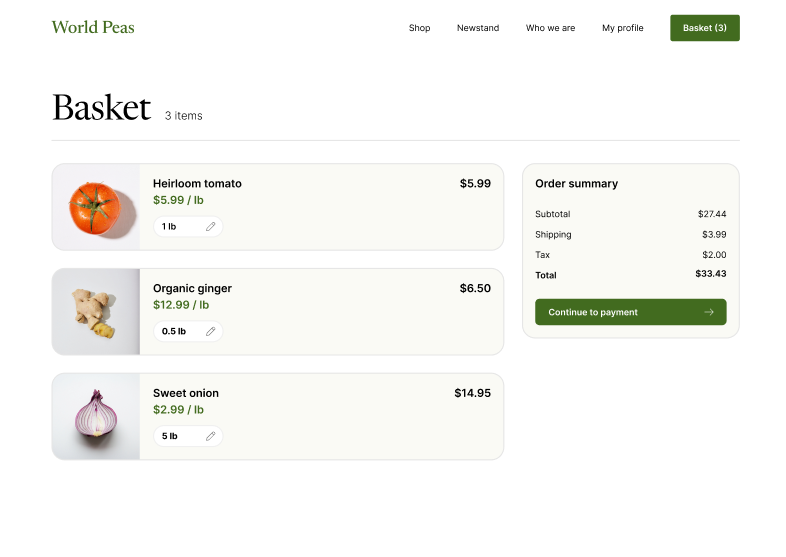 World Peas
Shop Newstand Who we are My profile Basket (3)
Basket 3 items
Heirloom tomato $5.99
$5.99 / lb
1 lb
Organic ginger $6.50
$12.99 / lb
0.5 lb
Sweet onion $14.95
$2.99 / lb
5 lb
Order summary
Subtotal $27.44
Shipping $3.99
Tax $2.00
Total $33.43
Continue to payment